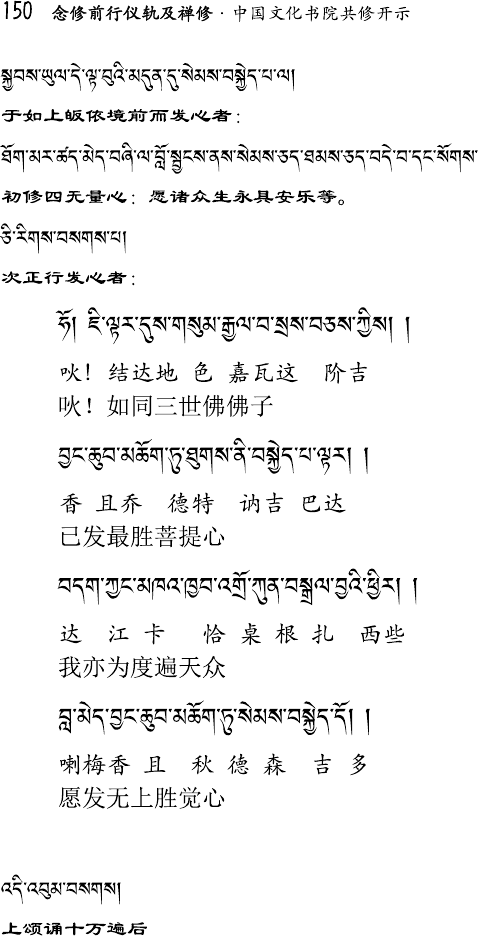 150 念修前行仪轨及禅修·中国文化书院共修开示
སྐྱབས་ཡུལ་དེ་ལྟ་བུའི་མདུན་དུ་སེམས་བསྐྱེད་པ་ལ།
于如上皈依境前而发心者：
ཐོག་མར་ཚད་མེད་བཞི་ལ་བློ་སྦྱངས་ནས་སེམས་ཅད་ཐམས་ཅད་བདེ་བ་དང་སོགས་
初修四无量心：愿诸众生永具安乐等。
ཅི་རིགས་བསགས་པ།
次正行发心者：
ཧོ། ཇི་ལྟར་དུས་གསུམ་རྒྱལ་བ་སྲས་བཅས་ཀྱིས། །
吙！结达地 色 嘉瓦这 阶吉
吙！如同三世佛佛子
བྱང་ཆུབ་མཆོག་ཏུ་ཐུགས་ནི་བསྐྱེད་པ་ལྟར། །
香 且乔 德特 讷吉 巴达
已发最胜菩提心
བདག་ཀྱང་མཁའ་ཁྱབ་འགྲོ་ཀུན་བསྒྲལ་བྱའི་ཕྱིར། །
达 江 卡 恰 桌 根 扎 西些
我亦为度遍天众
བླ་མེད་བྱང་ཆུབ་མཆོག་ཏུ་སེམས་བསྐྱེད་དོ། །
喇梅香 且 秋 德 森 吉 多
愿发无上胜觉心
འདི་འབུམ་བསགས།
上颂诵十万遍后